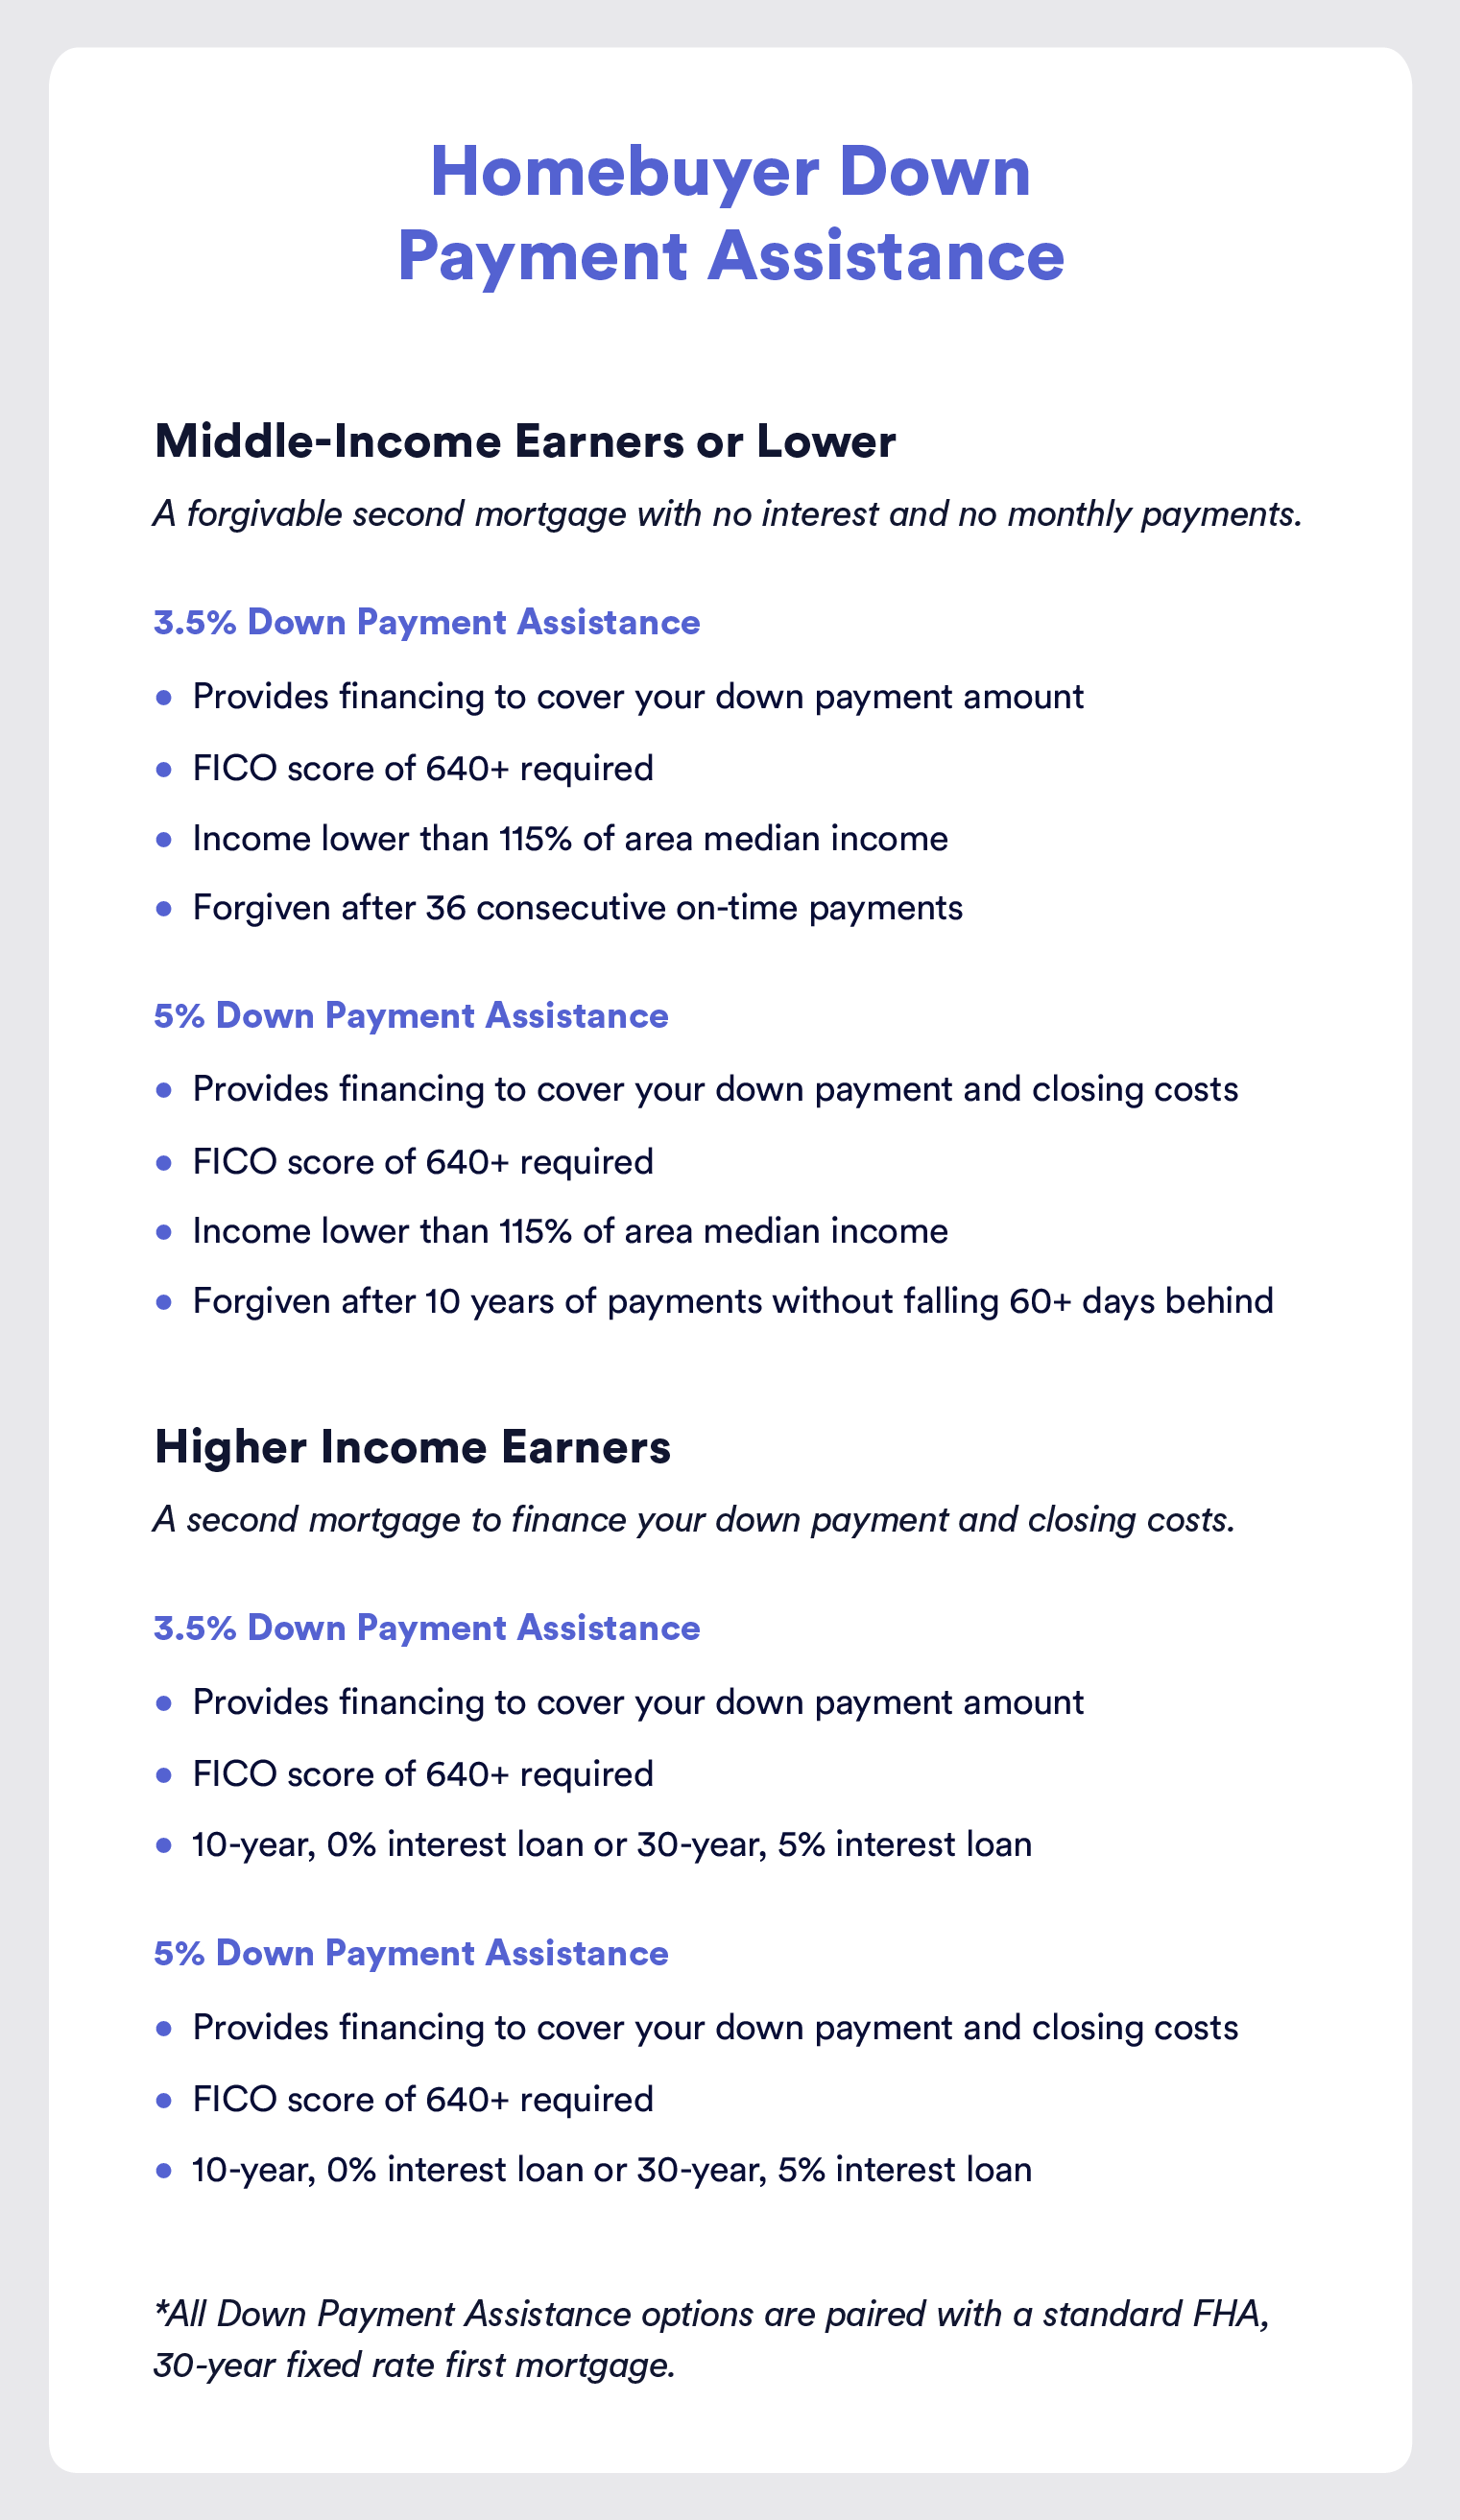 Homebuyer Down
Payment Assistance
Middle-Income Earners or Lower
A forgivable second mortgage with no interest and no monthly payments.
3.5% Down Payment Assistance
• Provides financing to cover your down payment amount
• FICO score of 640+ required
• Income lower than 115% of area median income
• Forgiven after 36 consecutive on-time payments
5% Down Payment Assistance
• Provides financing to cover your down payment and closing costs
• FICO score of 640+ required
• Income lower than 115% of area median income
• Forgiven after 10 years of payments without falling 60+ days behind
Higher Income Earners
A second mortgage to finance your down payment and closing costs.
3.5% Down Payment Assistance
• Provides financing to cover your down payment amount
• FICO score of 640+ required
• 10-year, 0% interest loan or 30-year, 5% interest loan
5% Down Payment Assistance
• Provides financing to cover your down payment and closing costs
• FICO score of 640+ required
• 10-year, 0% interest loan or 30-year, 5% interest loan
*All Down Payment Assistance options are paired with a standard FHA,
30-year fixed rate first mortgage.